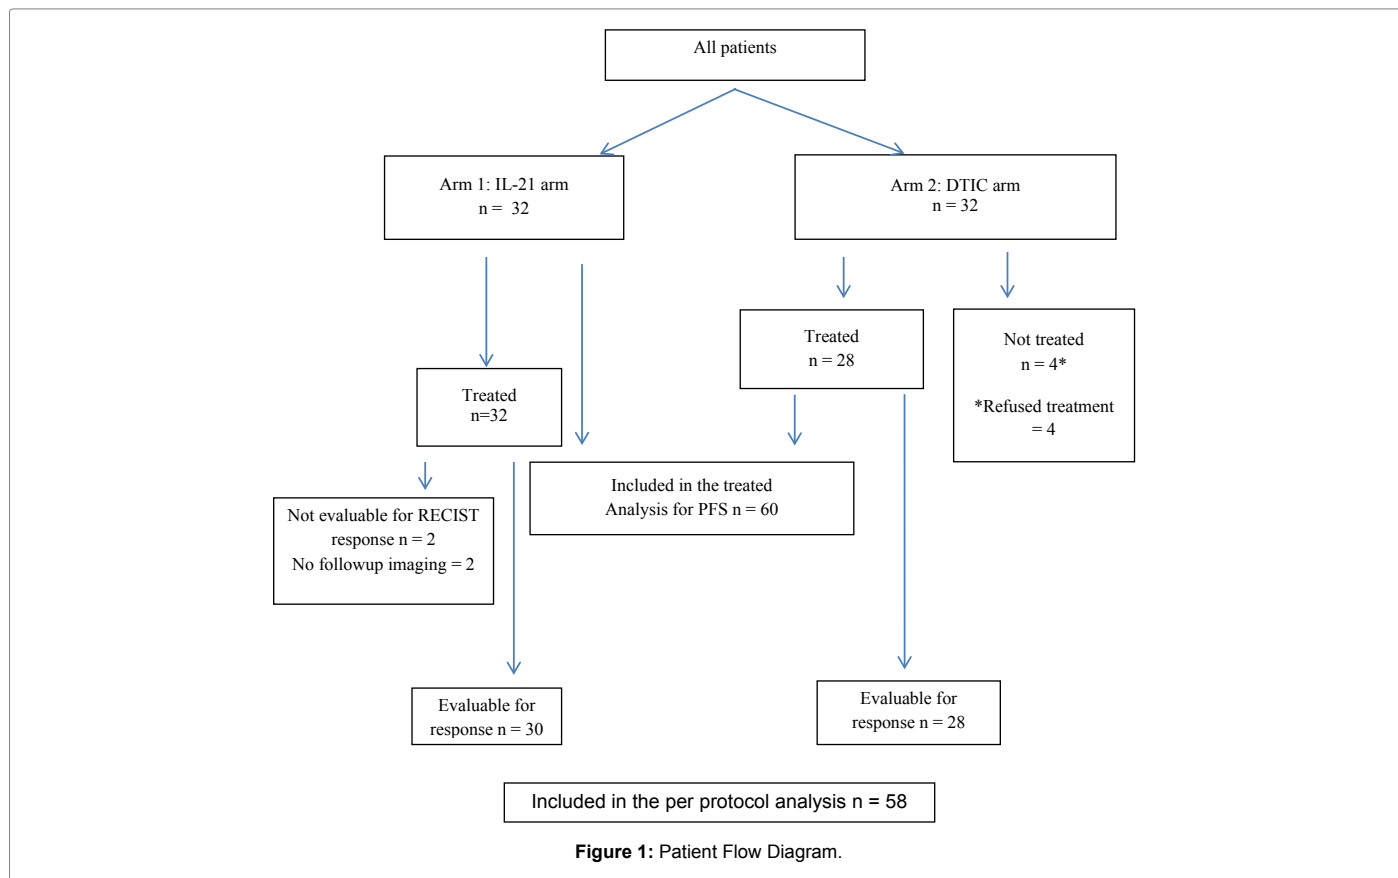 All patients
Arm 1: IL-21 arm
n = 32
Arm 2: DTIC arm
n = 32
Treated
n = 28
Not treated
n = 4*
*Refused treatment
= 4
Treated
n=32
Included in the treated
Analysis for PFS n = 60
Not evaluable for RECIST
response n = 2
No followup imaging = 2
Evaluable for
response n = 30
Evaluable for
response n = 28
Included in the per protocol analysis n = 58
Figure 1: Patient Flow Diagram.